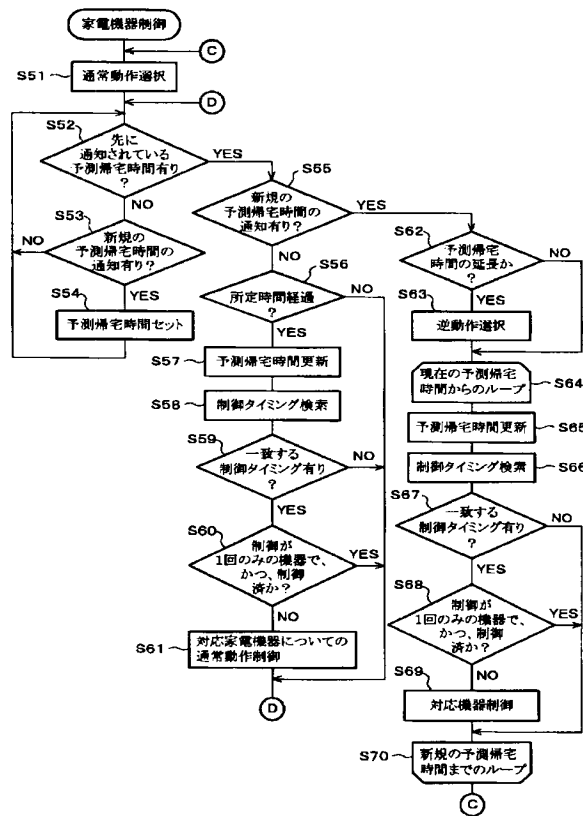 家電機器制御
C
S51
通常動作選択
D
S52
先に
通知されている
予測帰宅時間有り
?
YES
NO
S53
新規の
予測帰宅時間の
通知有り?
NO
YES
S54
予測帰宅時間セット
S55
新規の
予測帰宅時間の
通知有り?
YES
NO
S56
所定時間経過
?
NO
YES
S57
予測帰宅時間更新
S58
制御タイミング検索
S59
一致する
制御タイミング有り
?
NO
YES
S60
制御が
1回のみの機器で、
かつ、制御
済か?
YES
NO
S61
対応家電機器についての
通常動作制御
D
S62
予測帰宅
時間の延長か
?
NO
YES
S63
逆動作選択
現在の予測帰宅
時間からのループ
S64
予測帰宅時間更新
S65
制御タイミング検索
S66
S67
一致する
制御タイミング有り
?
NO
YES
S68
制御が
1回のみの機器で、
かつ、制御
済か?
YES
NO
S69
対応機器制御
S70
新規の予測帰宅
時間までのループ
C